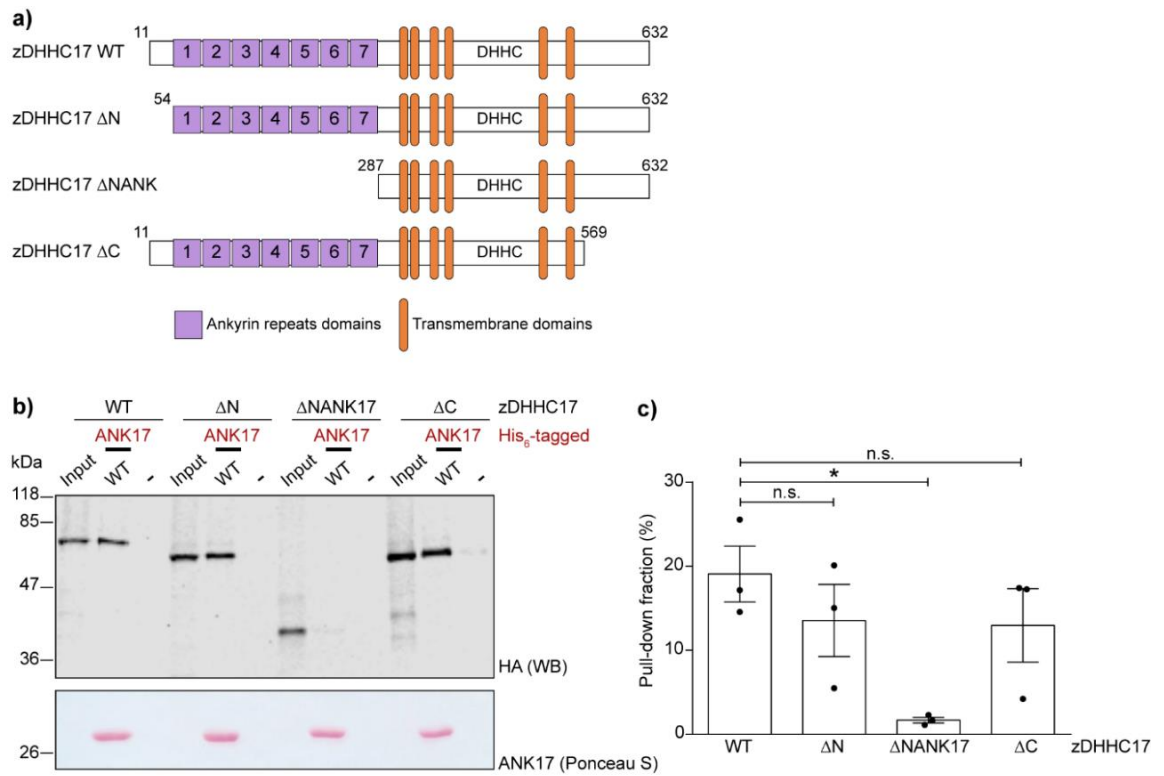 a)
11 632
zDHHC17 WT 1 2 3 4 5 6 7 DHHC
54 632
zDHHC17 ΔN 1 2 3 4 5 6 7 DHHC
287 632
zDHHC17 ΔNANK DHHC
11 569
zDHHC17 ΔC 1 2 3 4 5 6 7 DHHC
Ankyrin repeats domains Transmembrane domains
b)
WT ΔN ΔNANK17 ΔC zDHHC17
ANK17 ANK17 ANK17 ANK17 His₆-tagged
kDa Input WT - Input WT - Input WT - Input WT -
118
85
47
36
HA (WB)
26
ANK17 (Ponceau S)
c)
n.s.
*
n.s.
30
20
10
0
Pull-down fraction (%)
WT ΔN ΔNANK17 ΔC zDHHC17